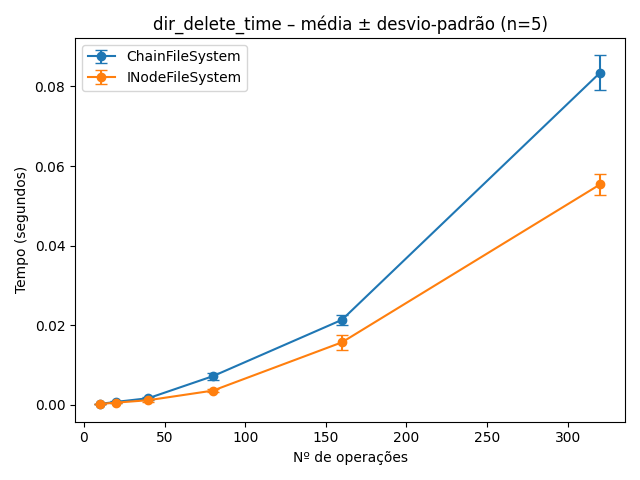 dir_delete_time – média ± desvio-padrão (n=5)
ChainFileSystem
INodeFileSystem
Tempo (segundos)
0.08
0.06
0.04
0.02
0.00
0 50 100 150 200 250 300
Nº de operações